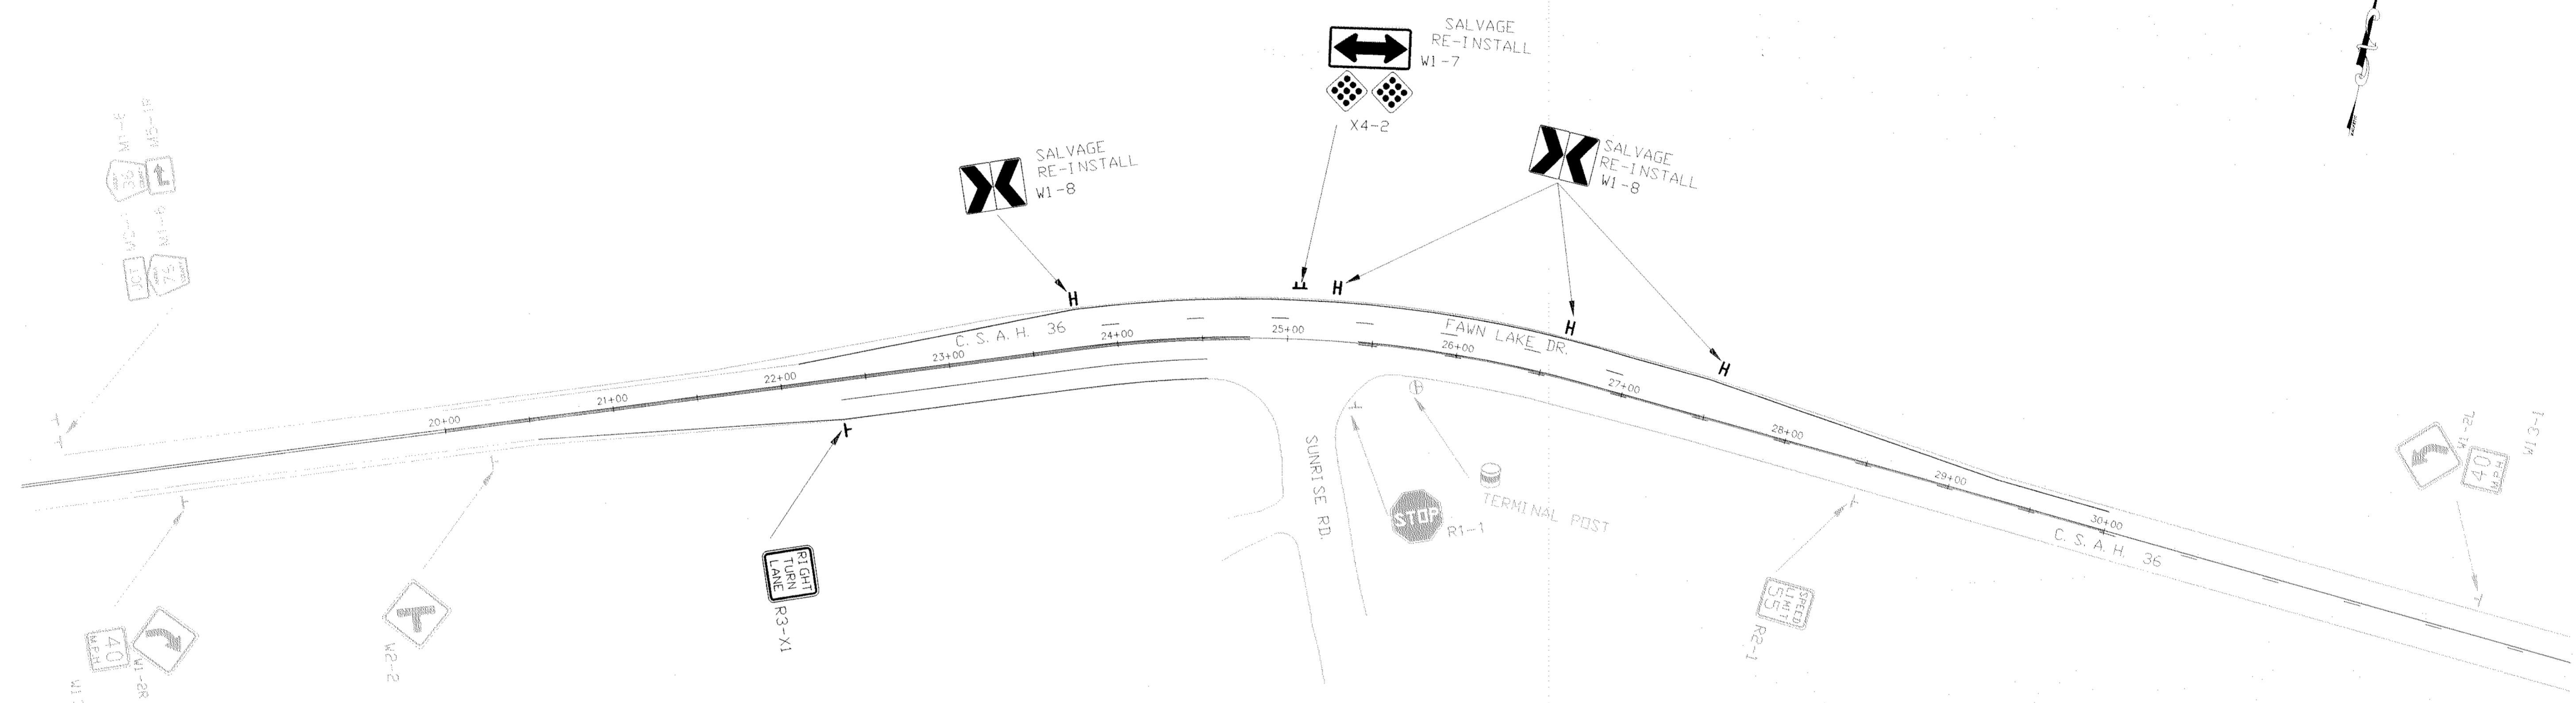 SALVAGE
RE-INSTALL
W1-7
X4-2
SALVAGE
RE-INSTALL
W1-8
SALVAGE
RE-INSTALL
W1-8
36
JCT
C. S. A. H. 36
FAWN LAKE DR.
20+00
21+00
22+00
23+00
24+00
25+00
26+00
27+00
28+00
29+00
30+00
C. S. A. H. 36
SUNRISE RD.
STOP
R1-1
TERMINAL POST
RIGHT
TURN
LANE
R3-X1
W2-2
40
M.P.H
W1-2R
SPEED
LIMIT
55
R2-1
W1-2L
40
M.P.H
W13-1